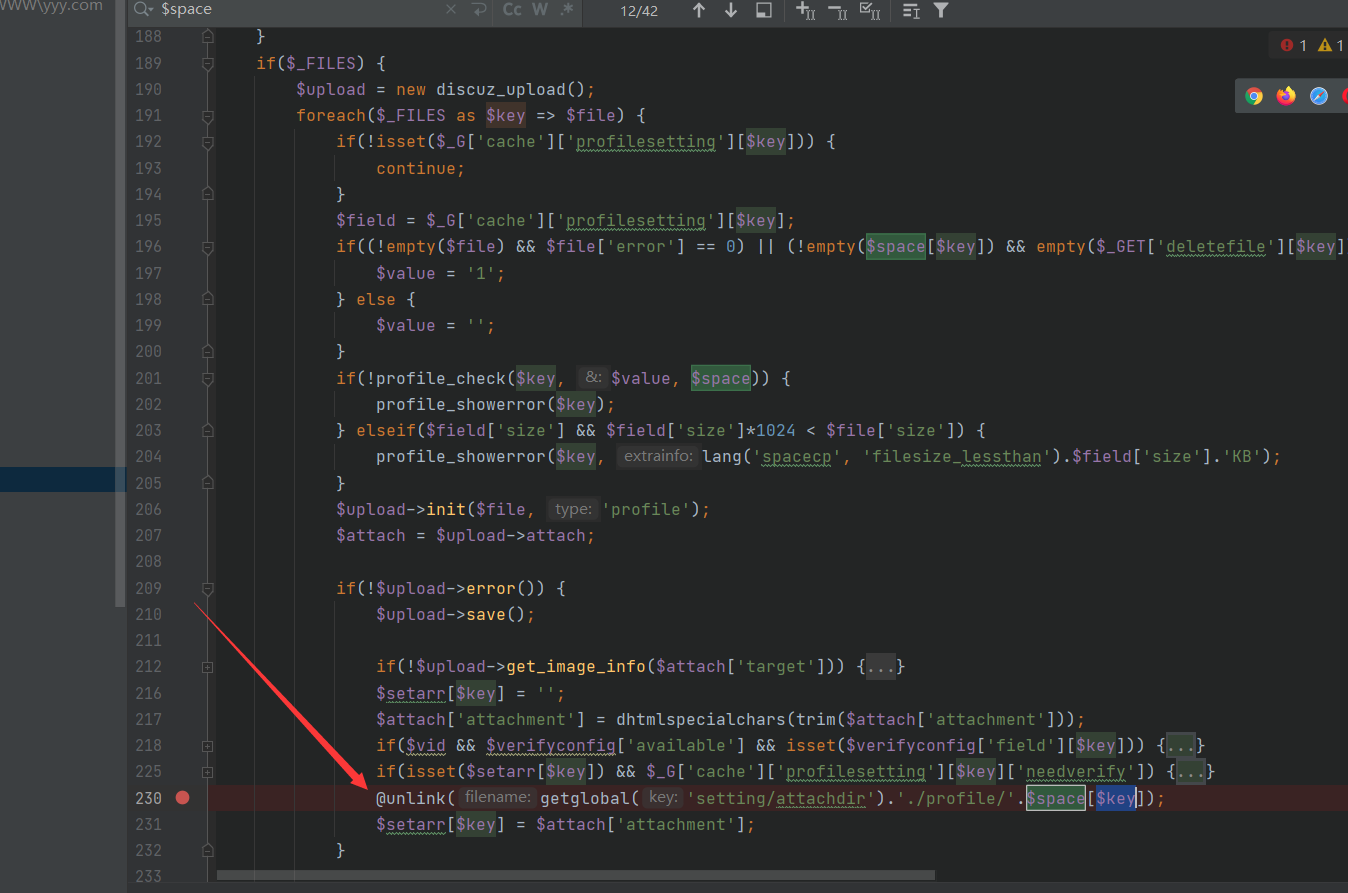 WWW\yyy.com
$space
Cc W .*
12/42
1 1
188 }
189 if($_FILES) {
190 $upload = new discuz_upload();
191 foreach($_FILES as $key => $file) {
192 if(!isset($_G['cache']['profilesetting'][$key])) {
193 continue;
194 }
195 $field = $_G['cache']['profilesetting'][$key];
196 if((!empty($file) && $file['error'] == 0) || (!empty($space[$key]) && empty($_GET['deletefile'][$key]
197 $value = '1';
198 } else {
199 $value = '';
200 }
201 if(!profile_check($key, &: $value, $space)) {
202 profile_showerror($key);
203 } elseif($field['size'] && $field['size']*1024 < $file['size']) {
204 profile_showerror($key, extrainfo: lang('spacecp', 'filesize_lessthan').$field['size'].'KB');
205 }
206 $upload->init($file, type: 'profile');
207 $attach = $upload->attach;
208
209 if(!$upload->error()) {
210 $upload->save();
211
212 if(!$upload->get_image_info($attach['target'])) {...}
216 $setarr[$key] = '';
217 $attach['attachment'] = dhtmlspecialchars(trim($attach['attachment']));
218 if($vid && $verifyconfig['available'] && isset($verifyconfig['field'][$key])) {...}
225 if(isset($setarr[$key]) && $_G['cache']['profilesetting'][$key]['needverify']) {...}
230 @unlink( filename: getglobal( key: 'setting/attachdir').'./profile/'.$space[$key]);
231 $setarr[$key] = $attach['attachment'];
232 }
233